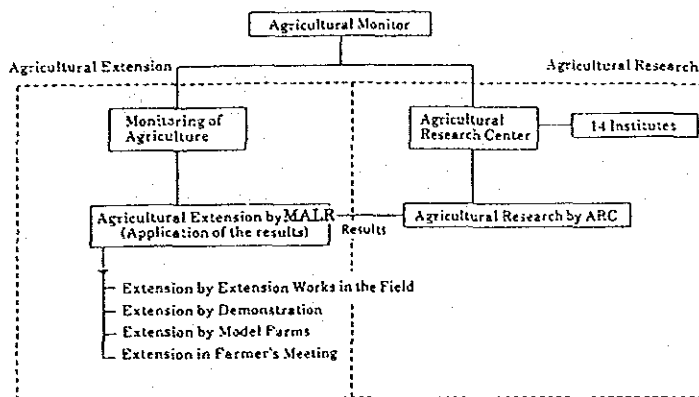 Agricultural Monitor
Agricultural Extension
Agricultural Research
Monitoring of
Agriculture
Agricultural
Research Center
14 Institutes
Agricultural Extension by MALR
(Application of the results)
Results
Agricultural Research by ARC
Extension by Extension Works in the Field
Extension by Demonstration
Extension by Model Farms
Extension in Farmer's Meeting